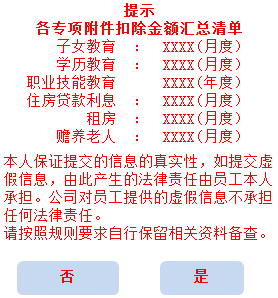 提示
各专项附件扣除金额汇总清单
子女教育 : XXXX(月度)
学历教育 : XXXX(月度)
职业技能教育 : XXXX(年度)
住房贷款利息 : XXXX(月度)
租房 : XXXX(月度)
赡养老人 : XXXX(月度)
本人保证提交的信息的真实性，如提交虚
假信息，由此产生的法律责任由员工本人
承担。公司对员工提供的虚假信息不承担
任何法律责任。
请按照规则要求自行保留相关资料备查。
否 是